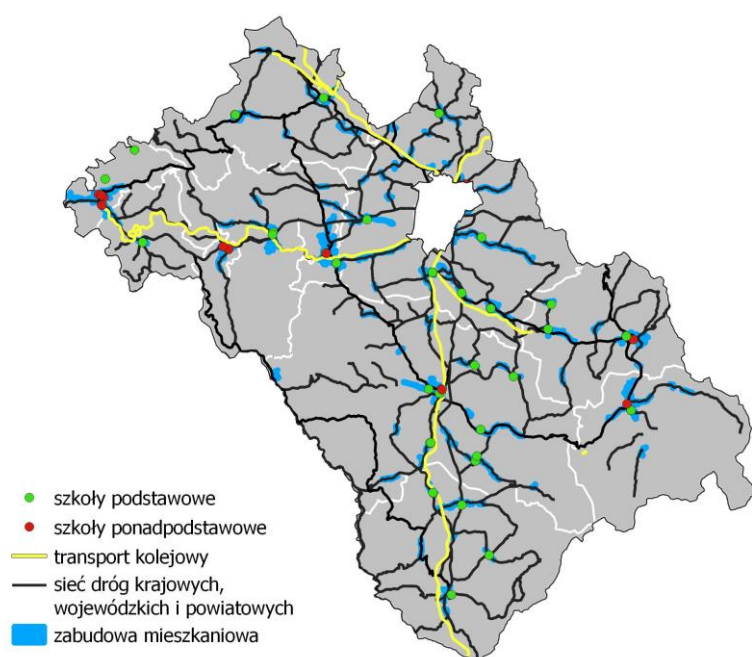 szkoły podstawowe
szkoły ponadpodstawowe
transport kolejowy
sieć dróg krajowych,
wojewódzkich i powiatowych
zabudowa mieszkaniowa